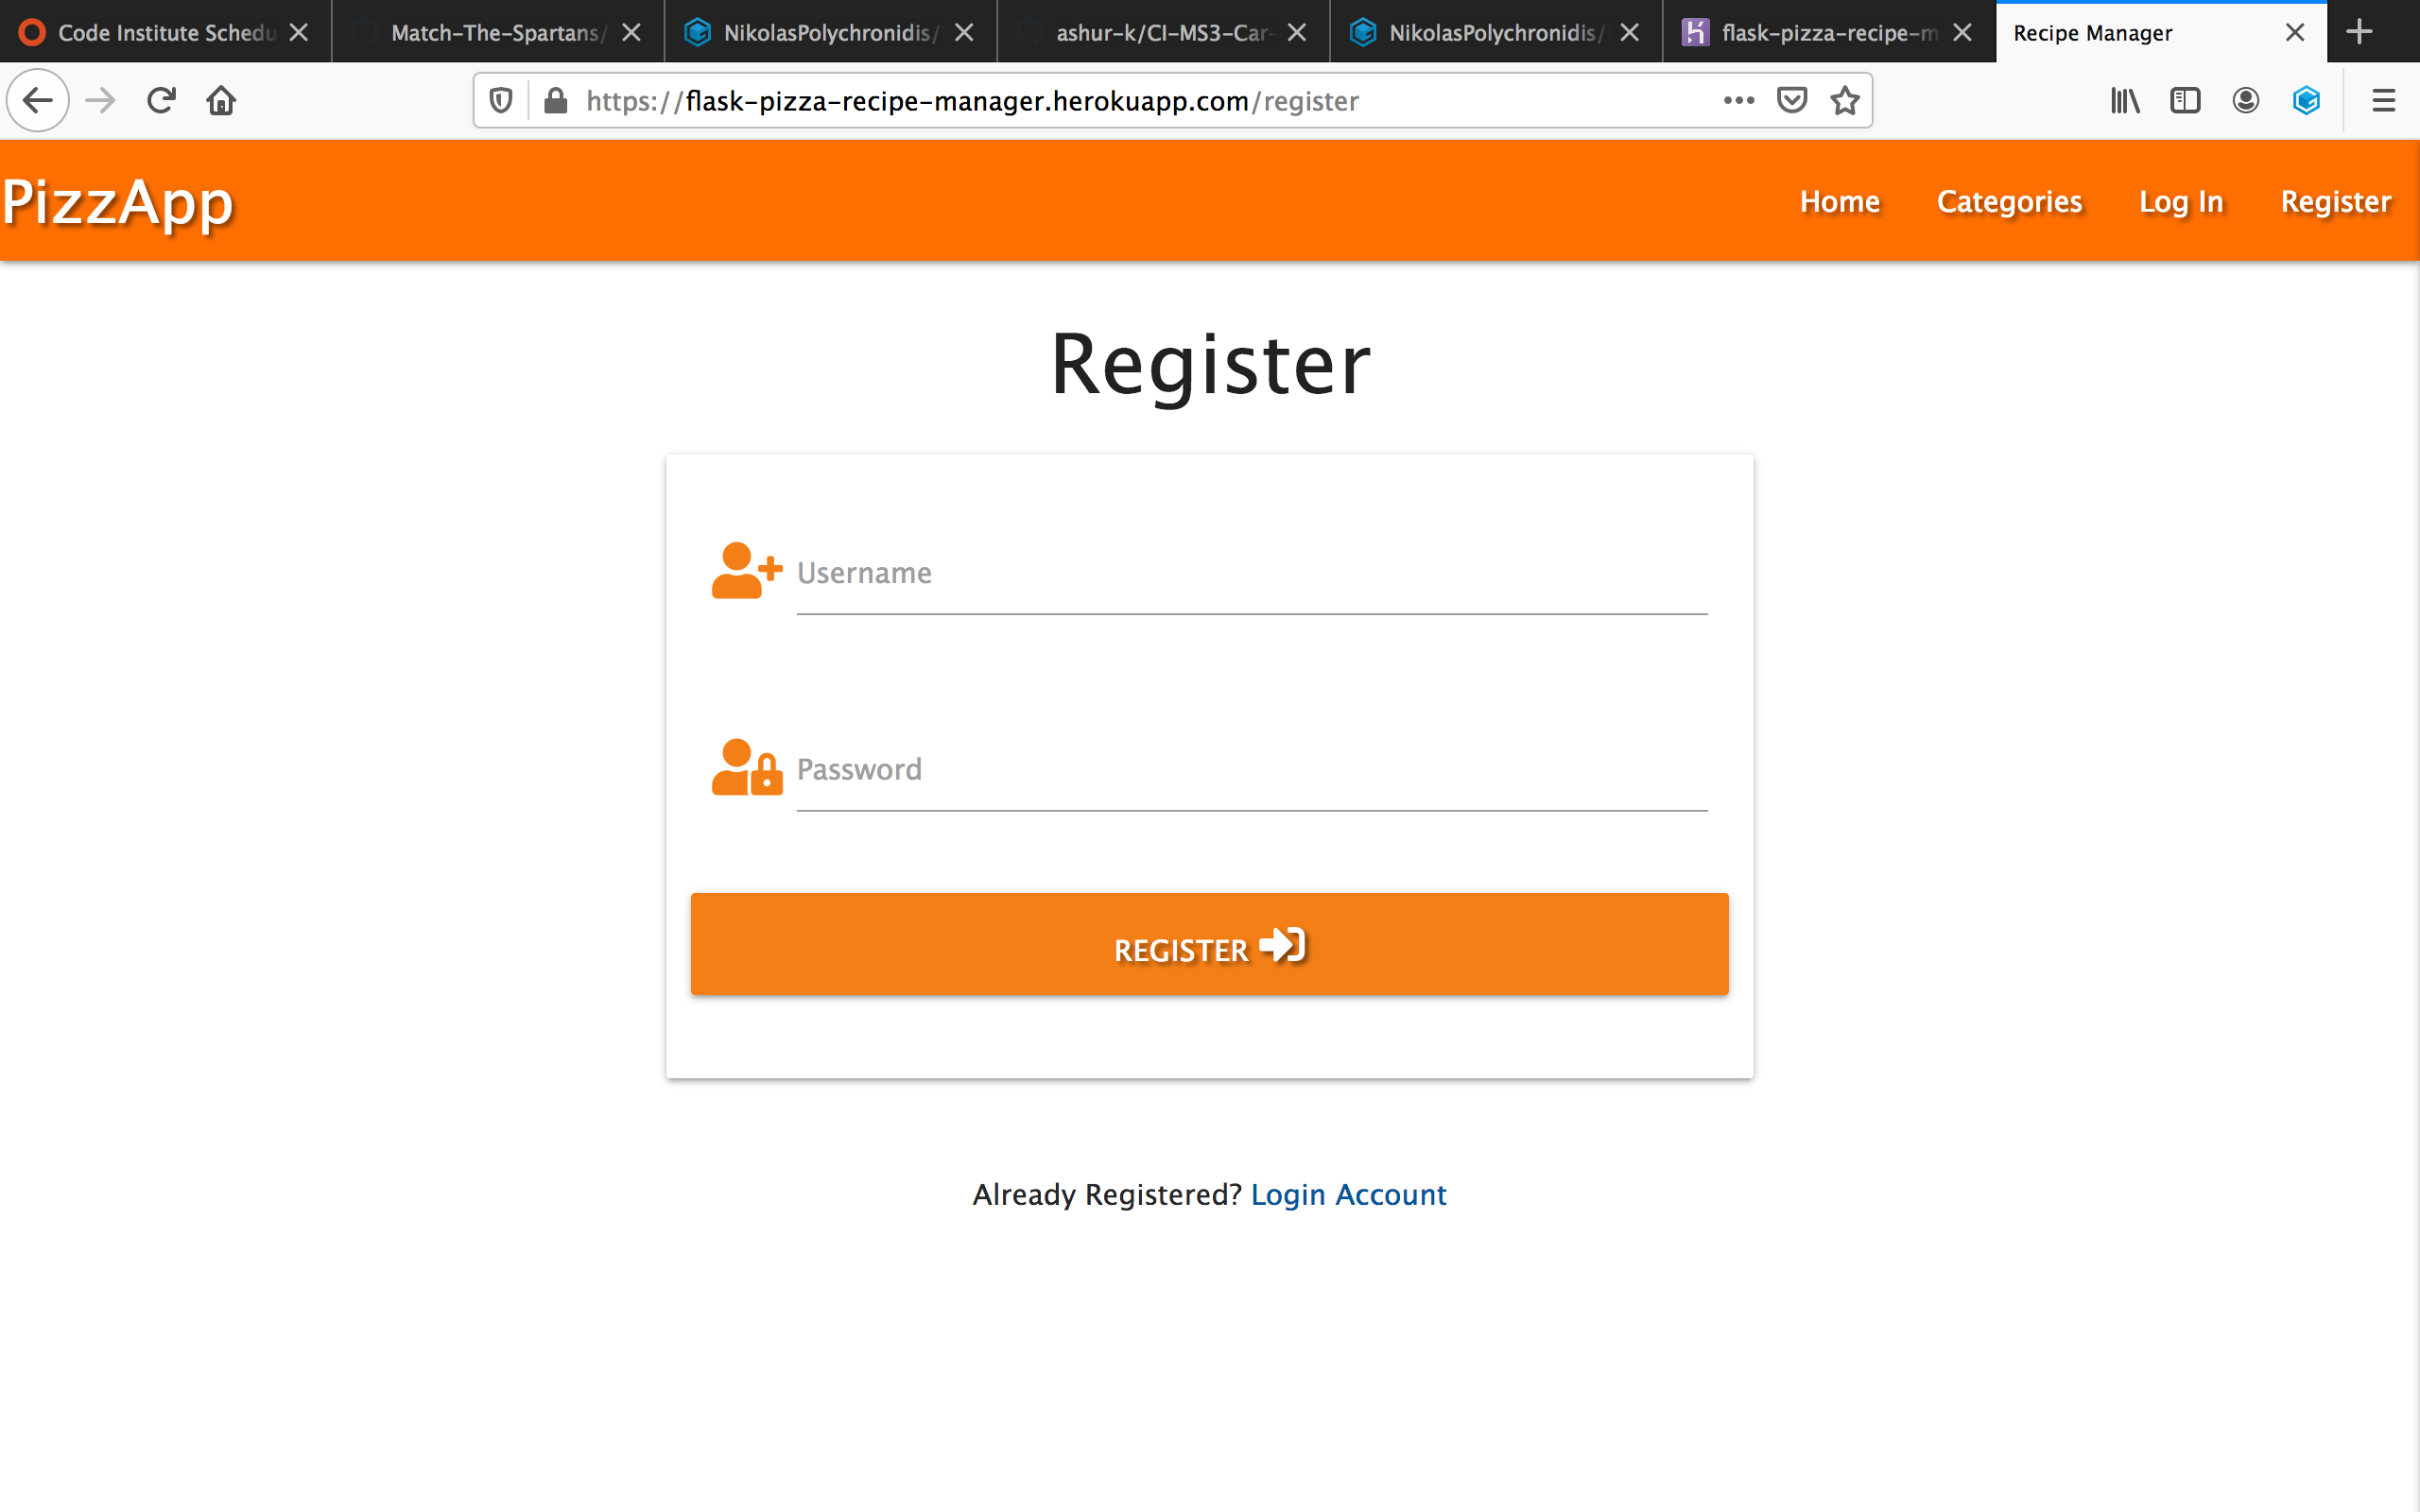 Code Institute Schedu
Match-The-Spartans/
NikolasPolychronidis/
ashur-k/CI-MS3-Car-
NikolasPolychronidis/
flask-pizza-recipe-m
Recipe Manager
https://flask-pizza-recipe-manager.herokuapp.com/register
PizzApp
Home
Categories
Log In
Register
Register
Username
Password
REGISTER
Already Registered? Login Account